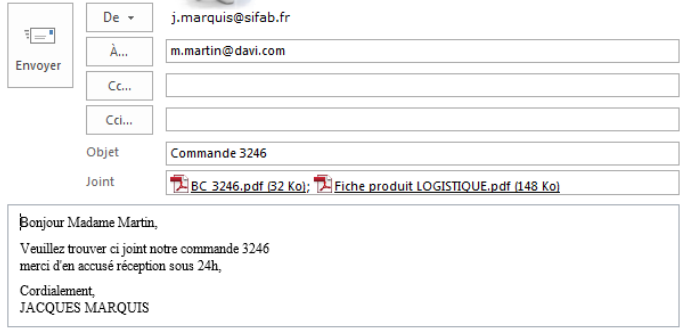 De
j.marquis@sifab.fr
Envoyer
À...
m.martin@davi.com
Cc...
Cci...
Objet
Commande 3246
Joint
BC_3246.pdf (32 Ko); Fiche produit LOGISTIQUE.pdf (148 Ko)
Bonjour Madame Martin,
Veuillez trouver ci joint notre commande 3246
merci d'en accusé réception sous 24h,
Cordialement,
JACQUES MARQUIS